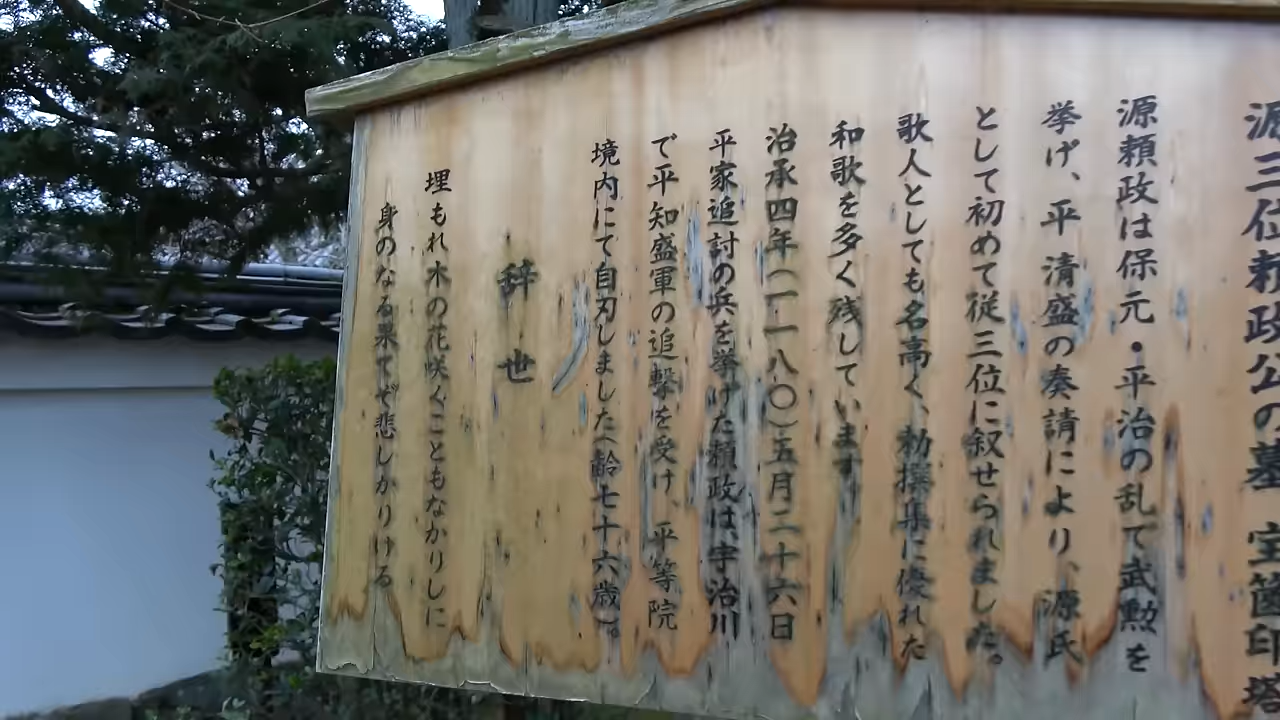 源三位頼政公の墓 宝篋印塔
源頼政は保元・平治の乱で武勲を
挙げ、平 清盛の奏請により、源氏
として初めて従三位に叙せられました。
歌人としても名高く、勅撰集に優れた
和歌を多く残しています
治承四年(一一八〇)五月二十六日
平家追討の兵を挙げた頼政は、宇治川
で平 知盛軍の追撃を受け、平等院
境内にて自刃しました(齢七十六歳)。
辞 世
埋もれ木の花咲くこともなかりしに
身のなる果てぞ悲しかりける